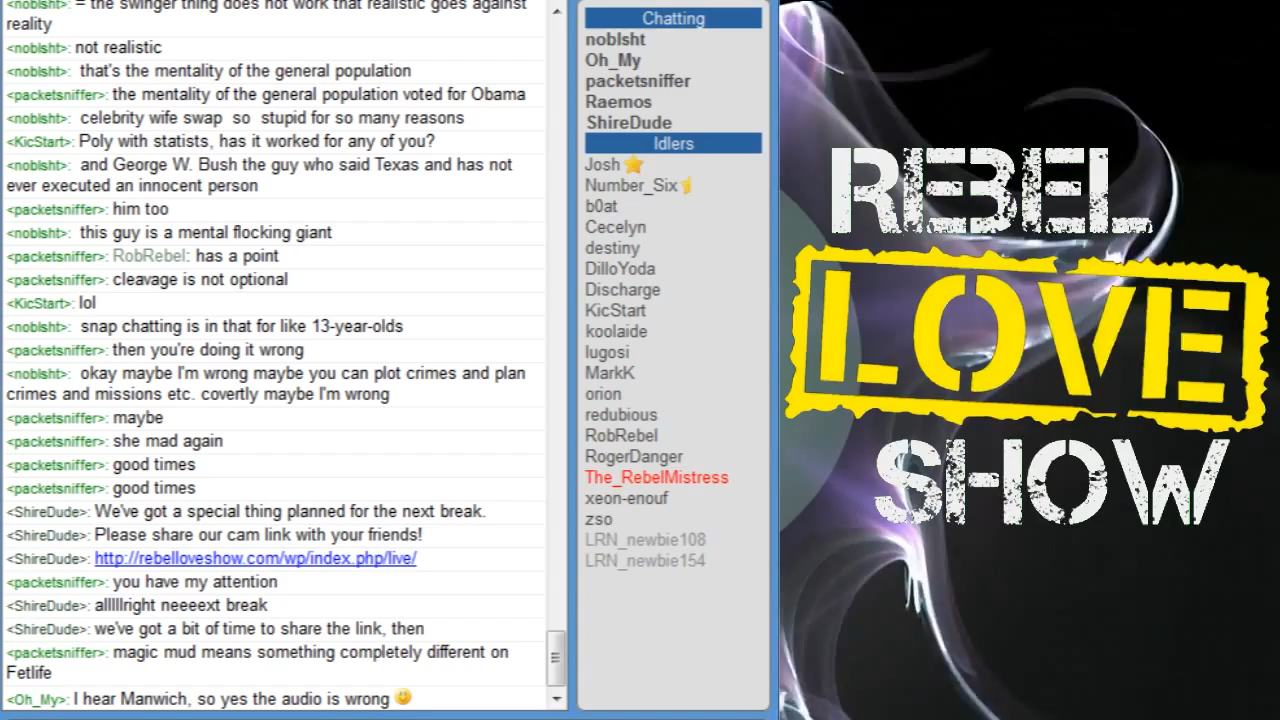 <noblsht>: = the swinger thing does not work that realistic goes against
reality
<noblsht>: not realistic
<noblsht>: that's the mentality of the general population
<packetsniffer>: the mentality of the general population voted for Obama
<noblsht>: celebrity wife swap so stupid for so many reasons
<KicStart>: Poly with statists, has it worked for any of you?
<noblsht>: and George W. Bush the guy who said Texas and has not
ever executed an innocent person
<packetsniffer>: him too
<noblsht>: this guy is a mental flocking giant
<packetsniffer>: RobRebel: has a point
<packetsniffer>: cleavage is not optional
<KicStart>: lol
<noblsht>: snap chatting is in that for like 13-year-olds
<packetsniffer>: then you're doing it wrong
<noblsht>: okay maybe I'm wrong maybe you can plot crimes and plan
crimes and missions etc. covertly maybe I'm wrong
<packetsniffer>: maybe
<packetsniffer>: she mad again
<packetsniffer>: good times
<packetsniffer>: good times
<ShireDude>: We've got a special thing planned for the next break.
<ShireDude>: Please share our cam link with your friends!
<ShireDude>: http://rebelloveshow.com/wp/index.php/live/
<packetsniffer>: you have my attention
<ShireDude>: alllllright neeeext break
<ShireDude>: we've got a bit of time to share the link, then
<packetsniffer>: magic mud means something completely different on
Fetlife
<Oh_My>: I hear Manwich, so yes the audio is wrong
Chatting
noblsht
Oh_My
packetsniffer
Raemos
ShireDude
Idlers
Josh
Number_Six
b0at
Cecelyn
destiny
DilloYoda
Discharge
KicStart
koolaide
lugosi
MarkK
orion
redubious
RobRebel
RogerDanger
The_RebelMistress
xeon-enouf
zso
LRN_newbie108
LRN_newbie154
REBEL
LOVE
SHOW